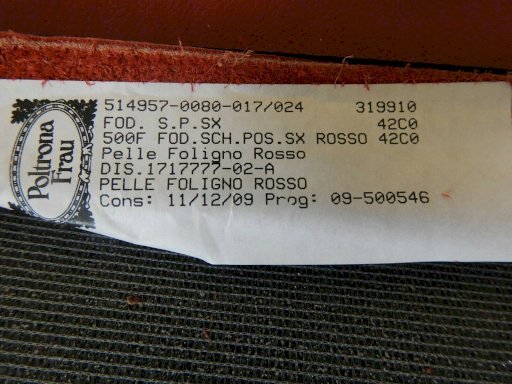 Poltrona
Frau
514957-0080-017/024 319910
FOD. S.P.SX 42C0
500F FOD.SCH.POS.SX ROSSO 42C0
Pelle Foligno Rosso
DIS.1717777-02-A
PELLE FOLIGNO ROSSO
Cons: 11/12/09 Prog: 09-500546